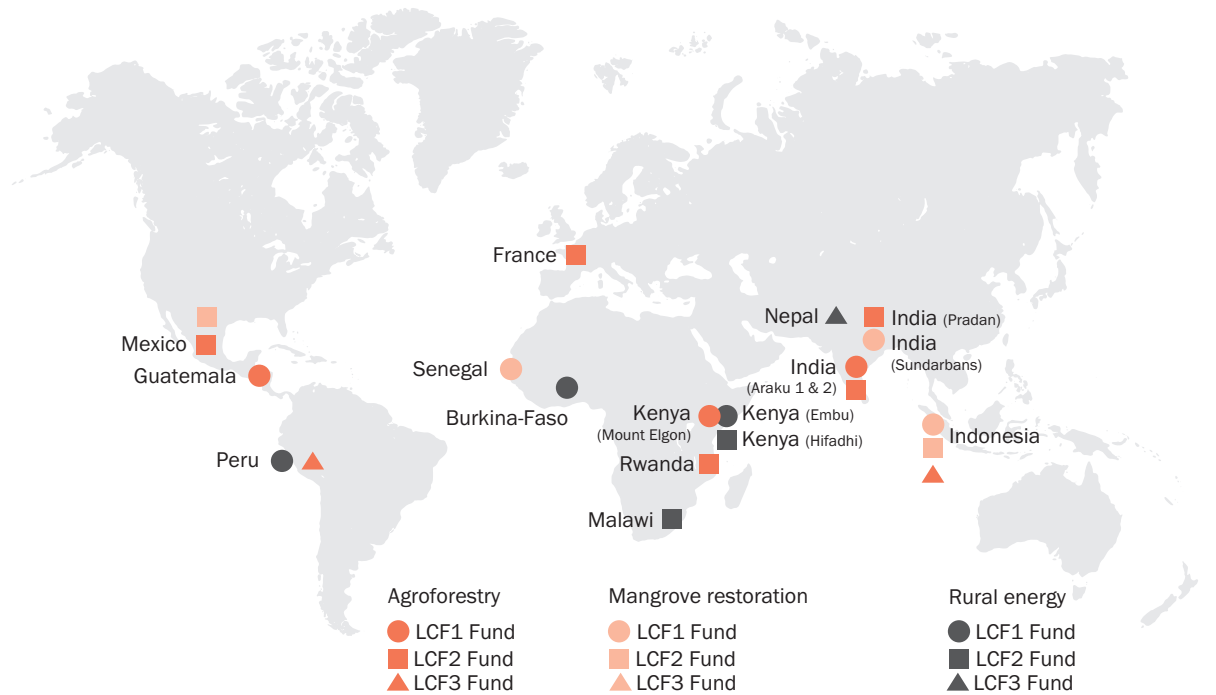 France
Nepal
India (Pradan)
Mexico
India
(Sundarbans)
Senegal
India
(Araku 1 & 2)
Guatemala
Burkina-Faso
Kenya
(Mount Elgon)
Kenya (Embu)
Kenya (Hifadhi)
Indonesia
Peru
Rwanda
Malawi
Agroforestry
LCF1 Fund
LCF2 Fund
LCF3 Fund
Mangrove restoration
LCF1 Fund
LCF2 Fund
LCF3 Fund
Rural energy
LCF1 Fund
LCF2 Fund
LCF3 Fund